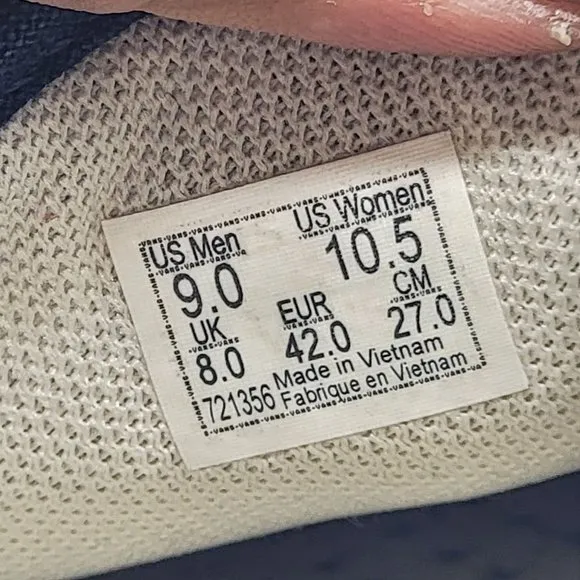 US Men US Women
9.0 10.5
UK EUR CM
8.0 42.0 27.0
721356 Made in Vietnam
Fabrique en Vietnam